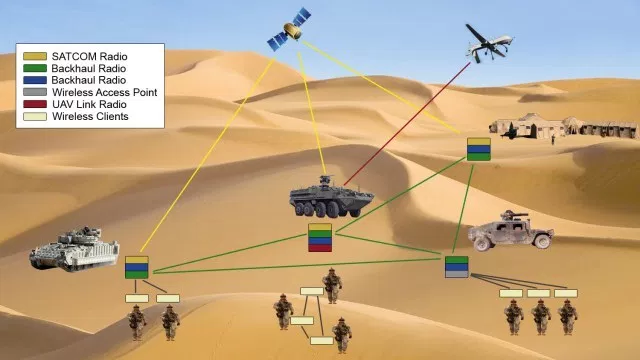 SATCOM Radio
Backhaul Radio
Backhaul Radio
Wireless Access Point
UAV Link Radio
Wireless Clients